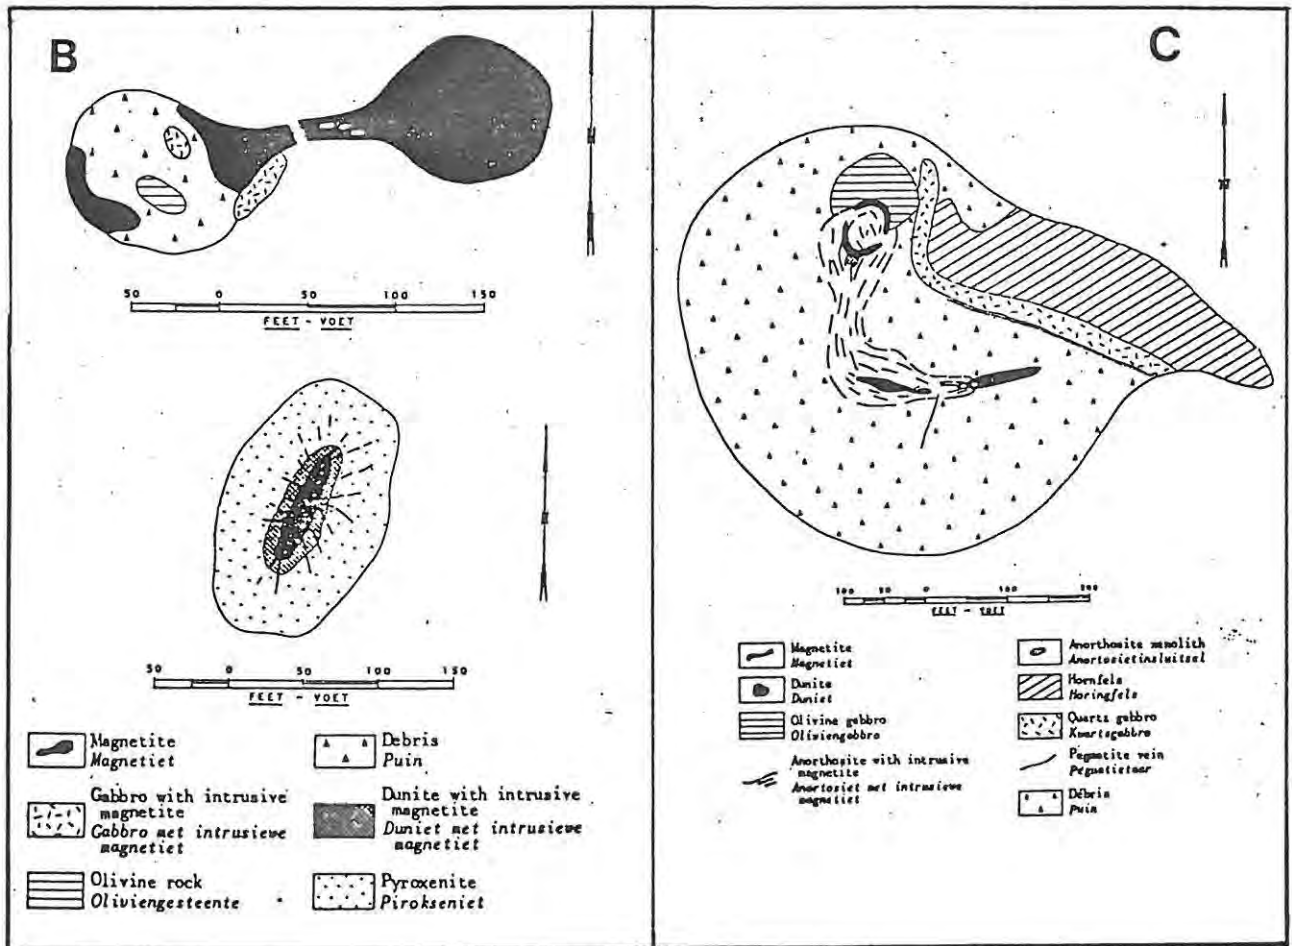 B
N
50 0 50 100 150
FEET - VOET
N
50 0 50 100 150
FEET - VOET
Magnetite
Magnetiet
Gabbro with intrusive
magnetite
Gabbro met intrusiewe
magnetiet
Olivine rock
Oliviengesteente
Debris
Puin
Dunite with intrusive
magnetite
Duniet met intrusiewe
magnetiet
Pyroxenite
Pirokseniet
C
N
100 50 0 100 200
FEET - VOET
Magnetite
Magnetiet
Dunite
Duniet
Olivine gabbro
Oliviengabbro
Anorthosite with intrusive
magnetite
Anortosiet met intrusiewe
magnetiet
Anorthosite xenolith
Anortosietinsluitsel
Hornfels
Horingfels
Quartz gabbro
Kwartsgabbro
Pegmatite vein
Pegmatietaar
Debris
Puin